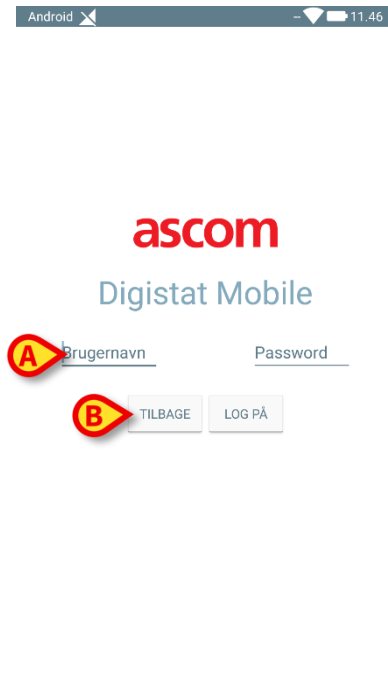 Android -- 11.46
ascom
Digistat Mobile
A Brugernavn Password
B TILBAGE LOG PÅ